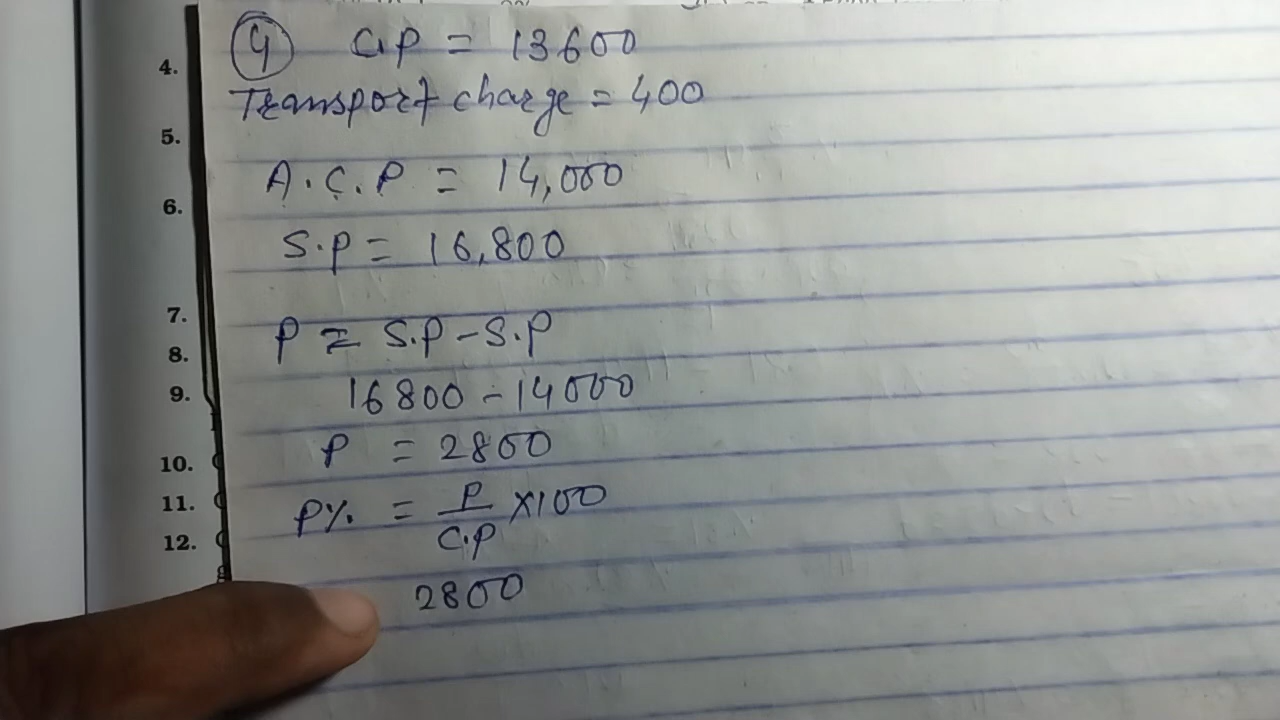 4.
5.
6.
7.
8.
9.
10.
11.
12.
④ C.P = 13600
Transport charge = 400
A.C.P = 14,000
S.P = 16,800
P = S.P - S.P
16800 - 14000
P = 2800
P% = P/C.P × 100
2800